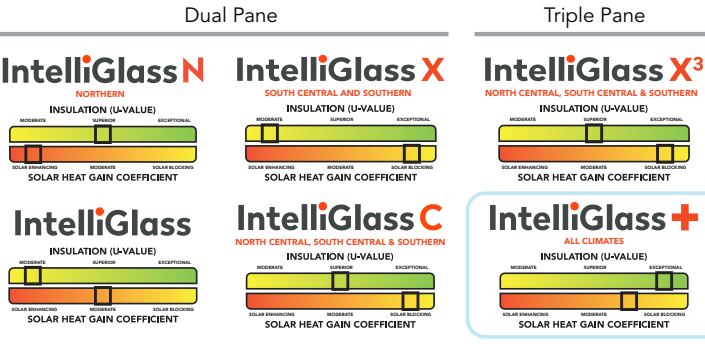 Dual Pane
Triple Pane
IntelliGlass N
NORTHERN
INSULATION (U-VALUE)
MODERATE SUPERIOR EXCEPTIONAL
SOLAR ENHANCING MODERATE SOLAR BLOCKING
SOLAR HEAT GAIN COEFFICIENT
IntelliGlass X
SOUTH CENTRAL AND SOUTHERN
INSULATION (U-VALUE)
MODERATE SUPERIOR EXCEPTIONAL
SOLAR ENHANCING MODERATE SOLAR BLOCKING
SOLAR HEAT GAIN COEFFICIENT
IntelliGlass X³
NORTH CENTRAL, SOUTH CENTRAL & SOUTHERN
INSULATION (U-VALUE)
MODERATE SUPERIOR EXCEPTIONAL
SOLAR ENHANCING MODERATE SOLAR BLOCKING
SOLAR HEAT GAIN COEFFICIENT
IntelliGlass
INSULATION (U-VALUE)
MODERATE SUPERIOR EXCEPTIONAL
SOLAR ENHANCING MODERATE SOLAR BLOCKING
SOLAR HEAT GAIN COEFFICIENT
IntelliGlass C
NORTH CENTRAL, SOUTH CENTRAL & SOUTHERN
INSULATION (U-VALUE)
MODERATE SUPERIOR EXCEPTIONAL
SOLAR ENHANCING MODERATE SOLAR BLOCKING
SOLAR HEAT GAIN COEFFICIENT
IntelliGlass +
ALL CLIMATES
INSULATION (U-VALUE)
MODERATE SUPERIOR EXCEPTIONAL
SOLAR ENHANCING MODERATE SOLAR BLOCKING
SOLAR HEAT GAIN COEFFICIENT